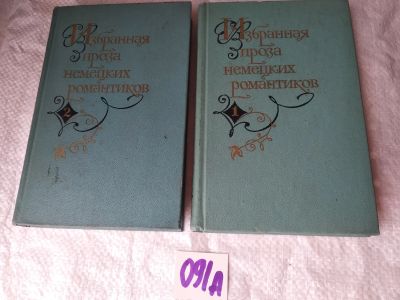 Избранная
проза
немецких
романтиков
2
Избранная
проза
немецких
романтиков
1
091А